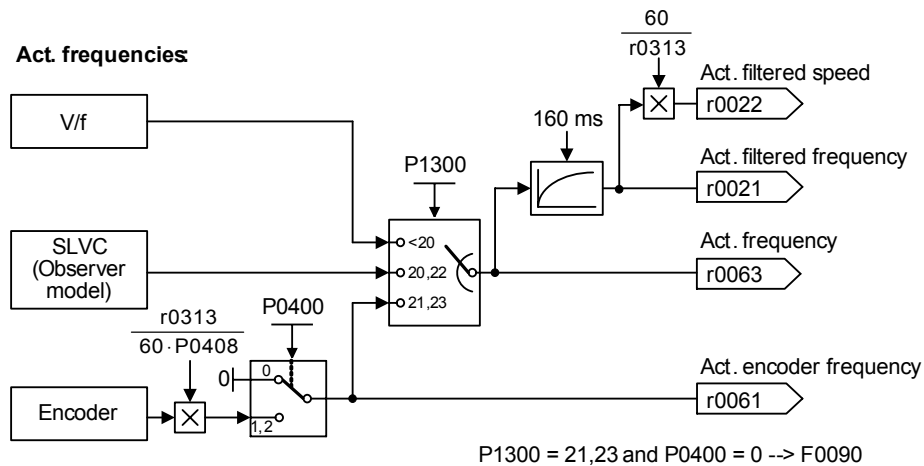 60
r0313
Act. frequencies:
Act. filtered speed
r0022
V/f
160 ms
Act. filtered frequency
r0021
P1300
<20
20,22
21,23
SLVC
(Observer
model)
Act. frequency
r0063
r0313
60·P0408
P0400
0
0
1,2
Encoder
Act. encoder frequency
r0061
P1300 = 21,23 and P0400 = 0 --> F0090